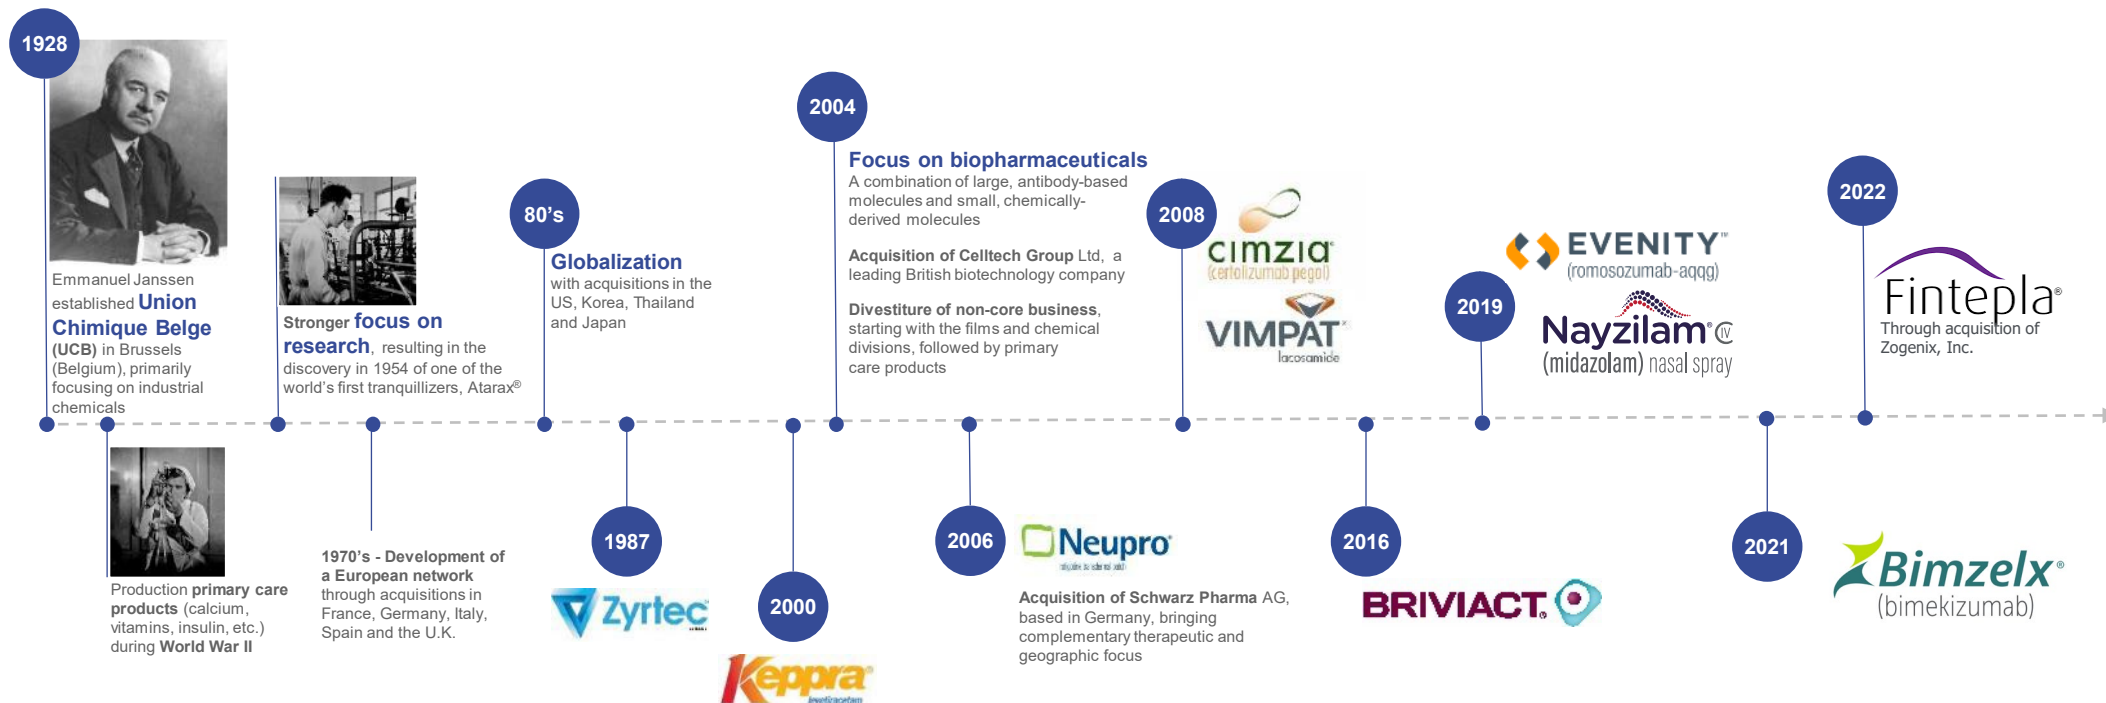 1928
Emmanuel Janssen
established Union
Chimique Belge
(UCB) in Brussels
(Belgium), primarily
focusing on industrial
chemicals
Production primary care
products (calcium,
vitamins, insulin, etc.)
during World War II
Stronger focus on
research, resulting in the
discovery in 1954 of one of the
world's first tranquillizers, Atarax®
1970's - Development of
a European network
through acquisitions in
France, Germany, Italy,
Spain and the U.K.
80's
Globalization
with acquisitions in the
US, Korea, Thailand
and Japan
1987
Zyrtec
2000
Keppra
levetiracetam
2004
Focus on biopharmaceuticals
A combination of large, antibody-based
molecules and small, chemically-
derived molecules
Acquisition of Celltech Group Ltd, a
leading British biotechnology company
Divestiture of non-core business,
starting with the films and chemical
divisions, followed by primary
care products
2006
Neupro®
Acquisition of Schwarz Pharma AG,
based in Germany, bringing
complementary therapeutic and
geographic focus
2008
cimzia®
(certolizumab pegol)
VIMPAT
lacosamide
2016
BRIVIACT®
2019
EVENITY™
(romosozumab-aqqg)
Nayzilam® CIV
(midazolam) nasal spray
2021
Bimzelx®
(bimekizumab)
2022
Fintepla®
Through acquisition of
Zogenix, Inc.